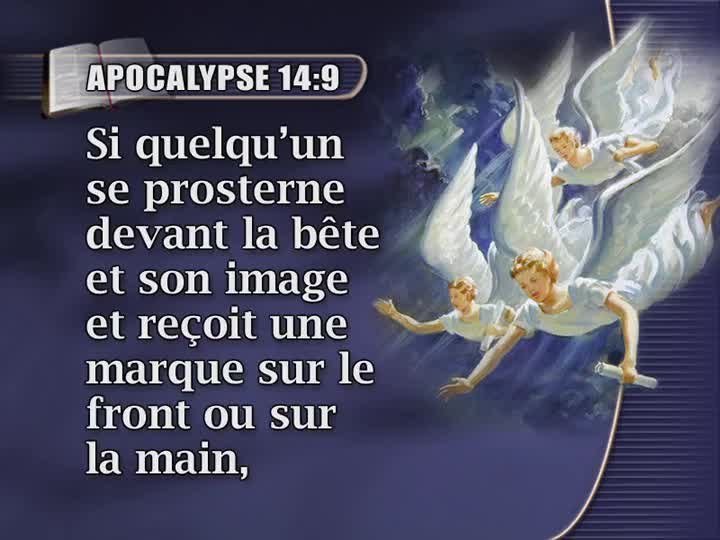 APOCALYPSE 14:9
Si quelqu’un
se prosterne
devant la bête
et son image
et reçoit une
marque sur le
front ou sur
la main,